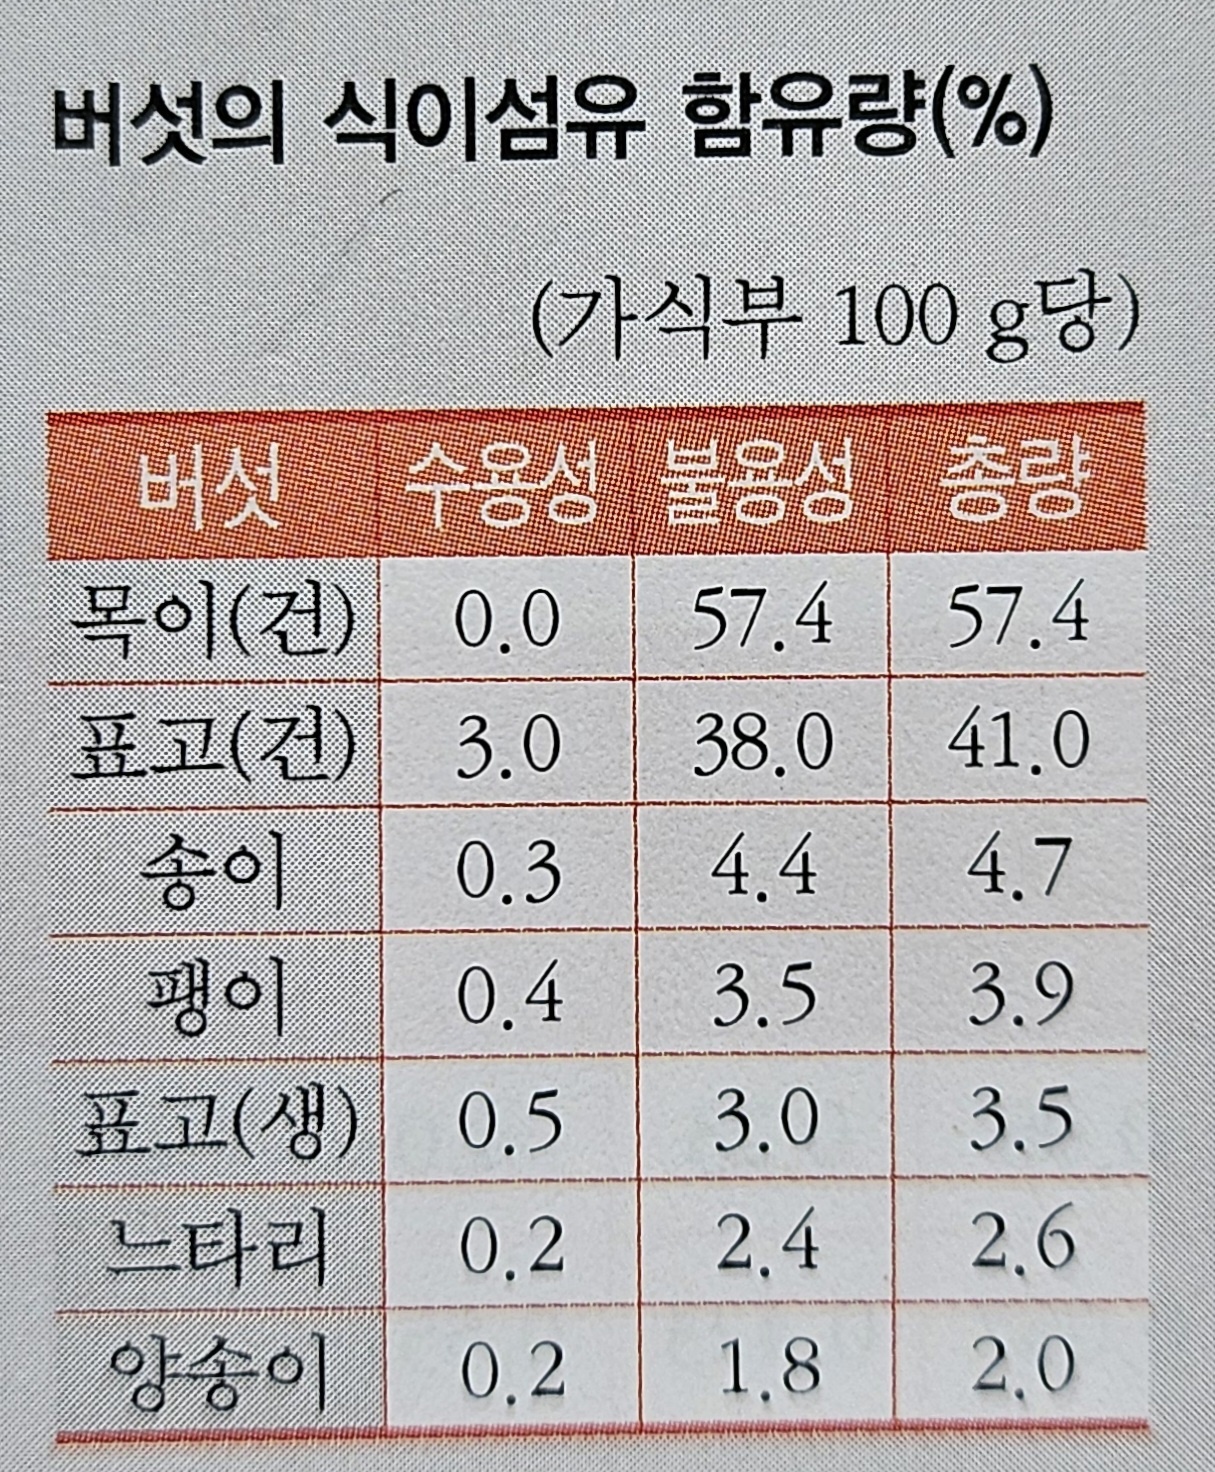 버섯의 식이섬유 함유량(%)
(가식부 100 g당)
버섯 수용성 불용성 총량
목이(건) 0.0 57.4 57.4
표고(건) 3.0 38.0 41.0
송이 0.3 4.4 4.7
팽이 0.4 3.5 3.9
표고(생) 0.5 3.0 3.5
느타리 0.2 2.4 2.6
양송이 0.2 1.8 2.0